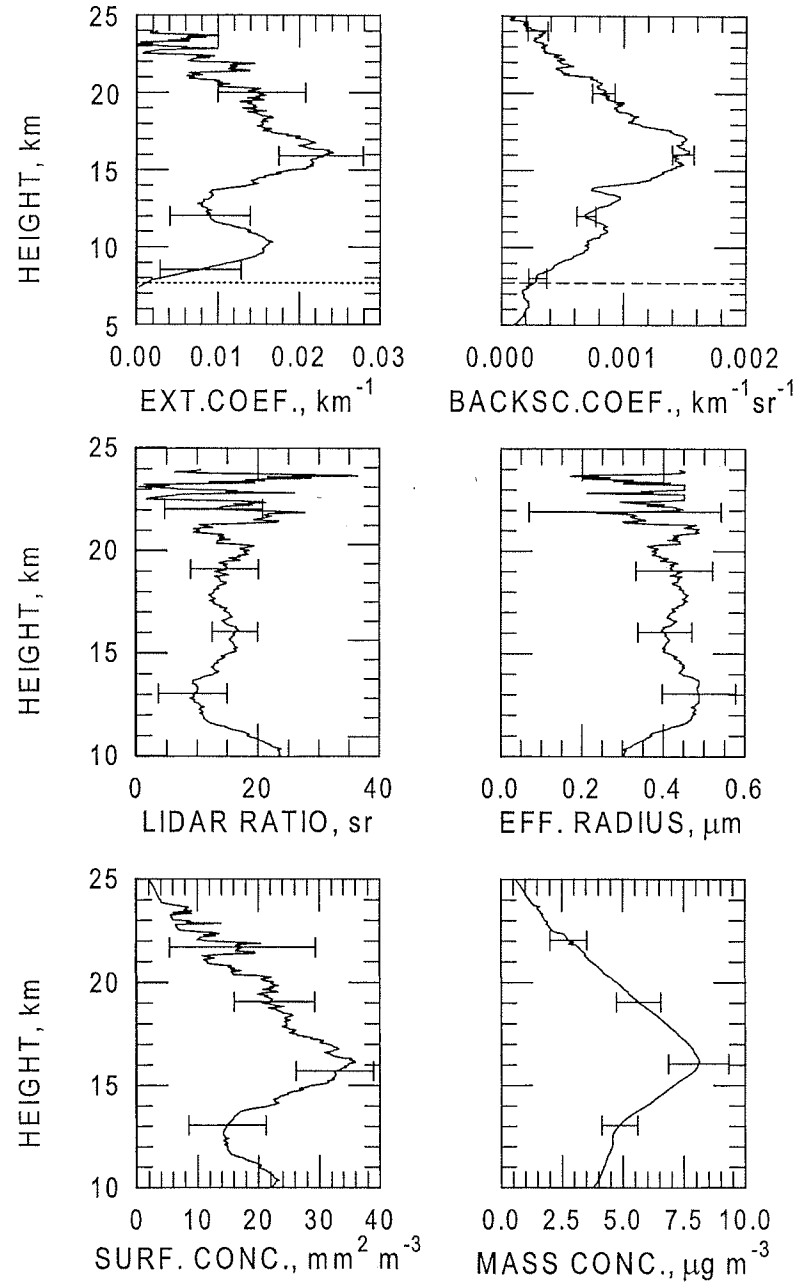 25
20
15
10
5
HEIGHT, km
0.00 0.01 0.02 0.03
EXT.COEF., km⁻¹
0.000 0.001 0.002
BACKSC.COEF., km⁻¹sr⁻¹
25
20
15
10
HEIGHT, km
0 20 40
LIDAR RATIO, sr
0.0 0.2 0.4 0.6
EFF. RADIUS, μm
25
20
15
10
HEIGHT, km
0 10 20 30 40
SURF. CONC., mm² m⁻³
0.0 2.5 5.0 7.5 10.0
MASS CONC., μg m⁻³